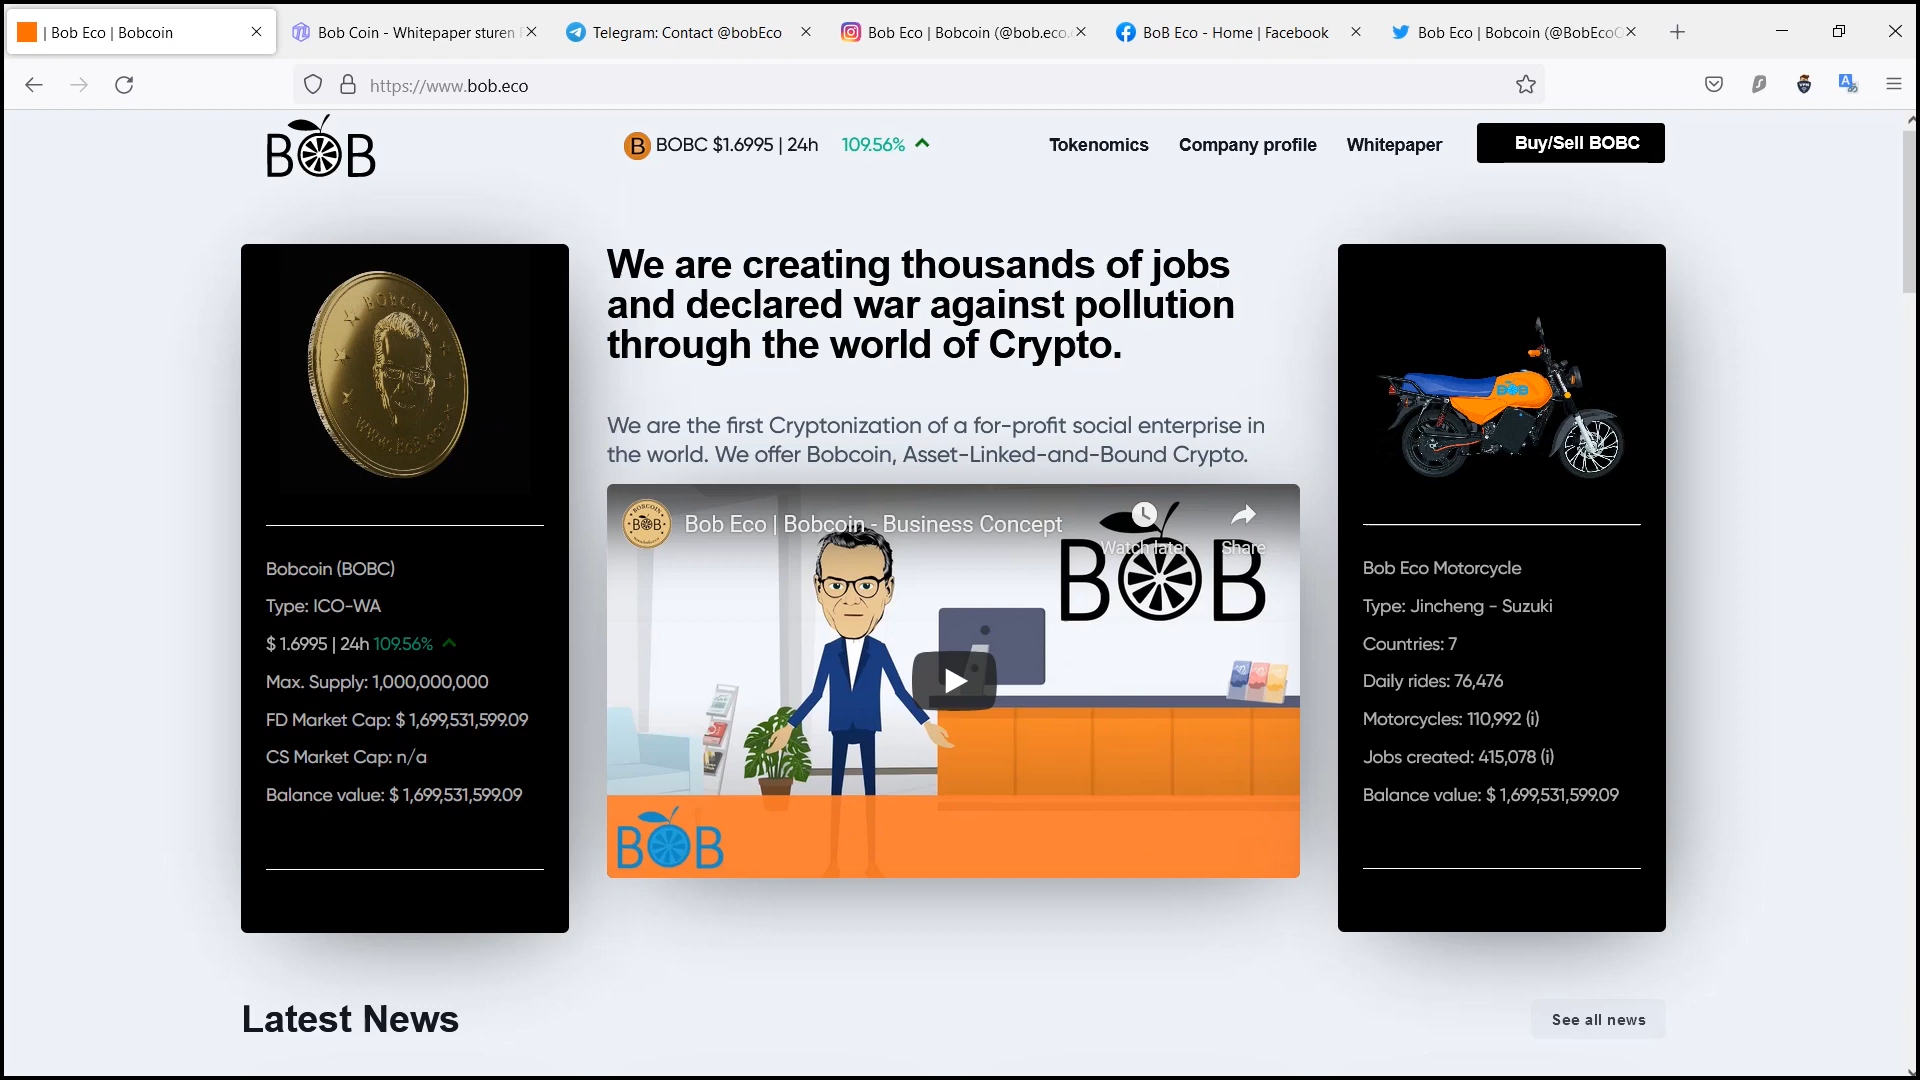 | Bob Eco | Bobcoin
Bob Coin - Whitepaper sturen
Telegram: Contact @bobEco
Bob Eco | Bobcoin (@bob.eco.
BoB Eco - Home | Facebook
Bob Eco | Bobcoin (@BobEcoO
https://www.bob.eco
BOB
B BOBC $1.6995 | 24h 109.56%
Tokenomics
Company profile
Whitepaper
Buy/Sell BOBC
BOBCOIN
We are creating thousands of jobs
and declared war against pollution
through the world of Crypto.
We are the first Cryptonization of a for-profit social enterprise in
the world. We offer Bobcoin, Asset-Linked-and-Bound Crypto.
BOB
Bob Eco | Bobcoin - Business Concept
Watch later
Share
BOB
BOB
Bobcoin (BOBC)
Type: ICO-WA
$ 1.6995 | 24h 109.56%
Max. Supply: 1,000,000,000
FD Market Cap: $ 1,699,531,599.09
CS Market Cap: n/a
Balance value: $ 1,699,531,599.09
BOB
Bob Eco Motorcycle
Type: Jincheng - Suzuki
Countries: 7
Daily rides: 76,476
Motorcycles: 110,992 (i)
Jobs created: 415,078 (i)
Balance value: $ 1,699,531,599.09
Latest News
See all news